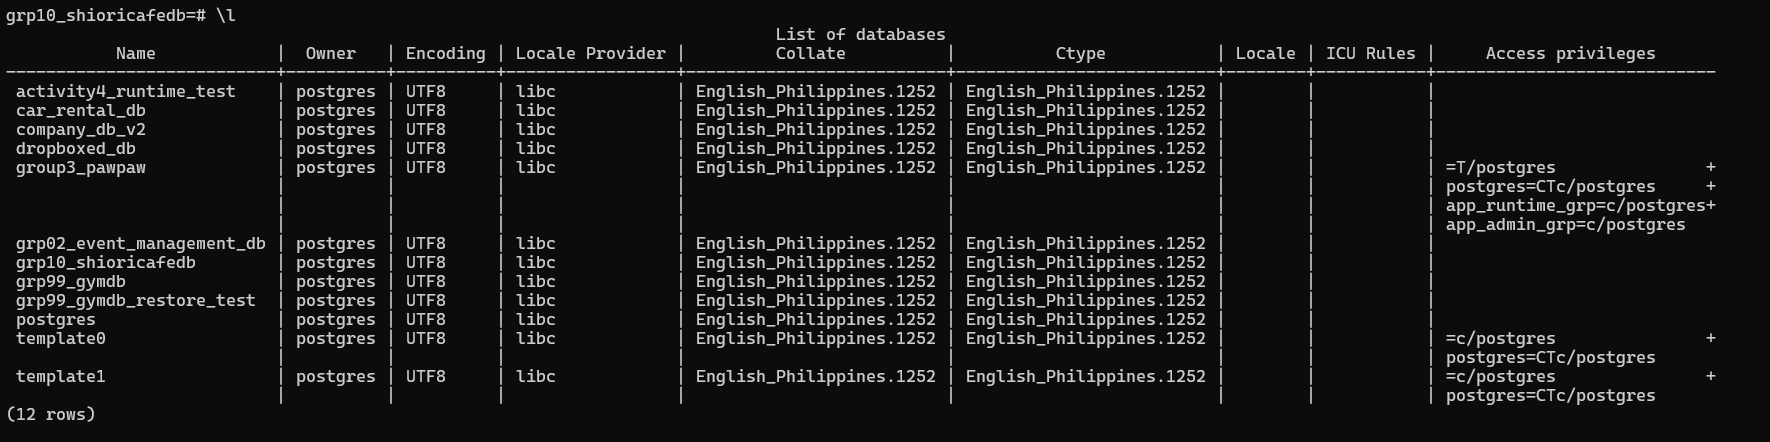 grp10_shioricafedb=# \l
                                                                             List of databases
           Name            |  Owner   | Encoding | Locale Provider |         Collate          |          Ctype           | Locale | ICU Rules |     Access privileges
---------------------------+----------+----------+-----------------+--------------------------+--------------------------+--------+-----------+----------------------------
 activity4_runtime_test    | postgres | UTF8     | libc            | English_Philippines.1252 | English_Philippines.1252 |        |           |
 car_rental_db             | postgres | UTF8     | libc            | English_Philippines.1252 | English_Philippines.1252 |        |           |
 company_db_v2             | postgres | UTF8     | libc            | English_Philippines.1252 | English_Philippines.1252 |        |           |
 dropboxed_db              | postgres | UTF8     | libc            | English_Philippines.1252 | English_Philippines.1252 |        |           |
 group3_pawpaw             | postgres | UTF8     | libc            | English_Philippines.1252 | English_Philippines.1252 |        |           | =T/postgres               +
                           |          |          |                 |                          |                          |        |           | postgres=CTc/postgres     +
                           |          |          |                 |                          |                          |        |           | app_runtime_grp=c/postgres+
                           |          |          |                 |                          |                          |        |           | app_admin_grp=c/postgres
 grp02_event_management_db | postgres | UTF8     | libc            | English_Philippines.1252 | English_Philippines.1252 |        |           |
 grp10_shioricafedb        | postgres | UTF8     | libc            | English_Philippines.1252 | English_Philippines.1252 |        |           |
 grp99_gymdb               | postgres | UTF8     | libc            | English_Philippines.1252 | English_Philippines.1252 |        |           |
 grp99_gymdb_restore_test  | postgres | UTF8     | libc            | English_Philippines.1252 | English_Philippines.1252 |        |           |
 postgres                  | postgres | UTF8     | libc            | English_Philippines.1252 | English_Philippines.1252 |        |           |
 template0                 | postgres | UTF8     | libc            | English_Philippines.1252 | English_Philippines.1252 |        |           | =c/postgres               +
                           |          |          |                 |                          |                          |        |           | postgres=CTc/postgres
 template1                 | postgres | UTF8     | libc            | English_Philippines.1252 | English_Philippines.1252 |        |           | =c/postgres               +
                           |          |          |                 |                          |                          |        |           | postgres=CTc/postgres
(12 rows)